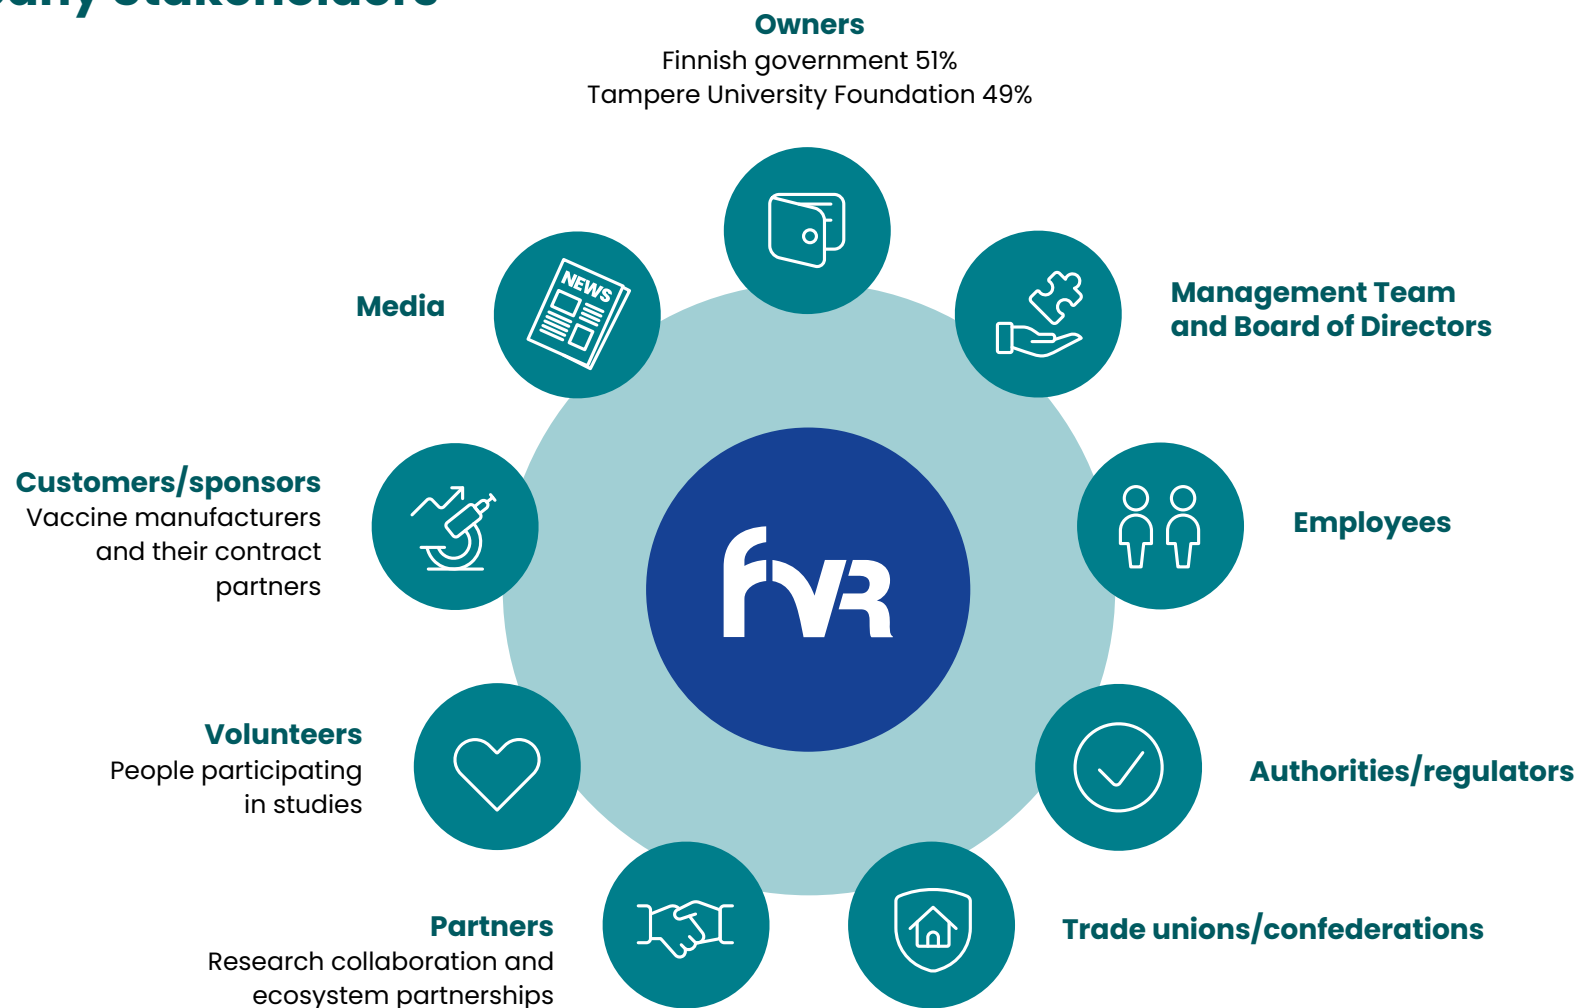 Stakeholders
Owners
Finnish government 51%
Tampere University Foundation 49%
NEWS
Media
Management Team
and Board of Directors
Customers/sponsors
Vaccine manufacturers
and their contract
partners
Employees
fVR
Volunteers
People participating
in studies
Authorities/regulators
Partners
Research collaboration and
ecosystem partnerships
Trade unions/confederations